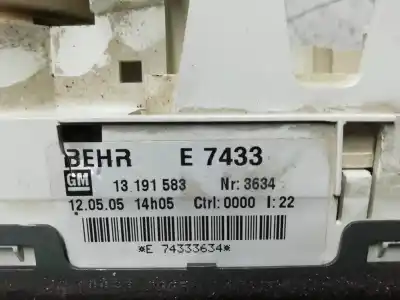 BEHR E 7433
GM 13 191 583 Nr: 3634
12.05.05 14h05 Ctrl: 0000 I: 22
*E 74333634*